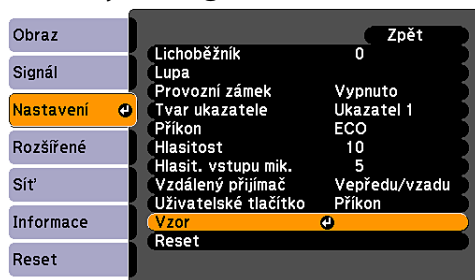 Obraz
Signál
Nastavení
Rozšířené
Síť
Informace
Reset
Zpět
Lichoběžník 0
Lupa
Provozní zámek Vypnuto
Tvar ukazatele Ukazatel 1
Příkon ECO
Hlasitost 10
Hlasit. vstupu mik. 5
Vzdálený přijímač Vepředu/vzadu
Uživatelské tlačítko Příkon
Vzor
Reset